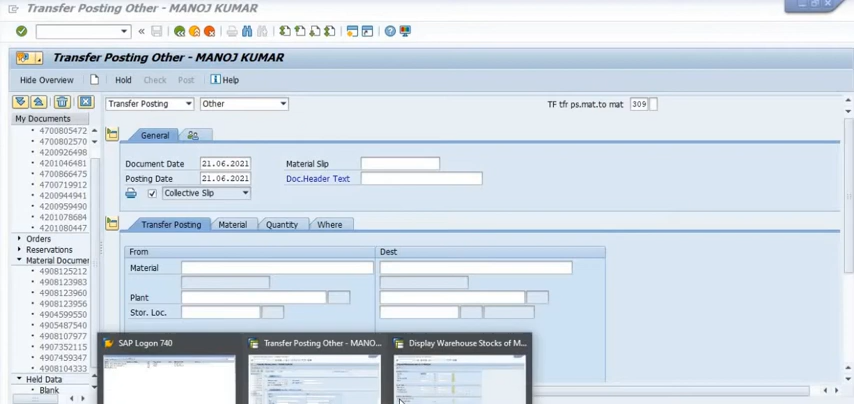 Transfer Posting Other - MANOJ KUMAR
Transfer Posting Other - MANOJ KUMAR
Hide Overview Hold Check Post Help
Transfer Posting Other TF tfr ps.mat.to mat 309
My Documents
4700805472
4700802570
4200926498
4201046481
4700866475
4700719912
4200944941
4200959490
4201078684
4201080447
Orders
Reservations
Material Documer
4908125212
4908123983
4908123960
4908123956
4904599550
4905487540
4908107977
4907352115
4907459347
4908104333
Held Data
Blank
General
Document Date 21.06.2021 Material Slip
Posting Date 21.06.2021 Doc.Header Text
Collective Slip
Transfer Posting Material Quantity Where
From Dest
Material
Plant
Stor. Loc.
SAP Logon 740 Transfer Posting Other - MANO... Display Warehouse Stocks of M...